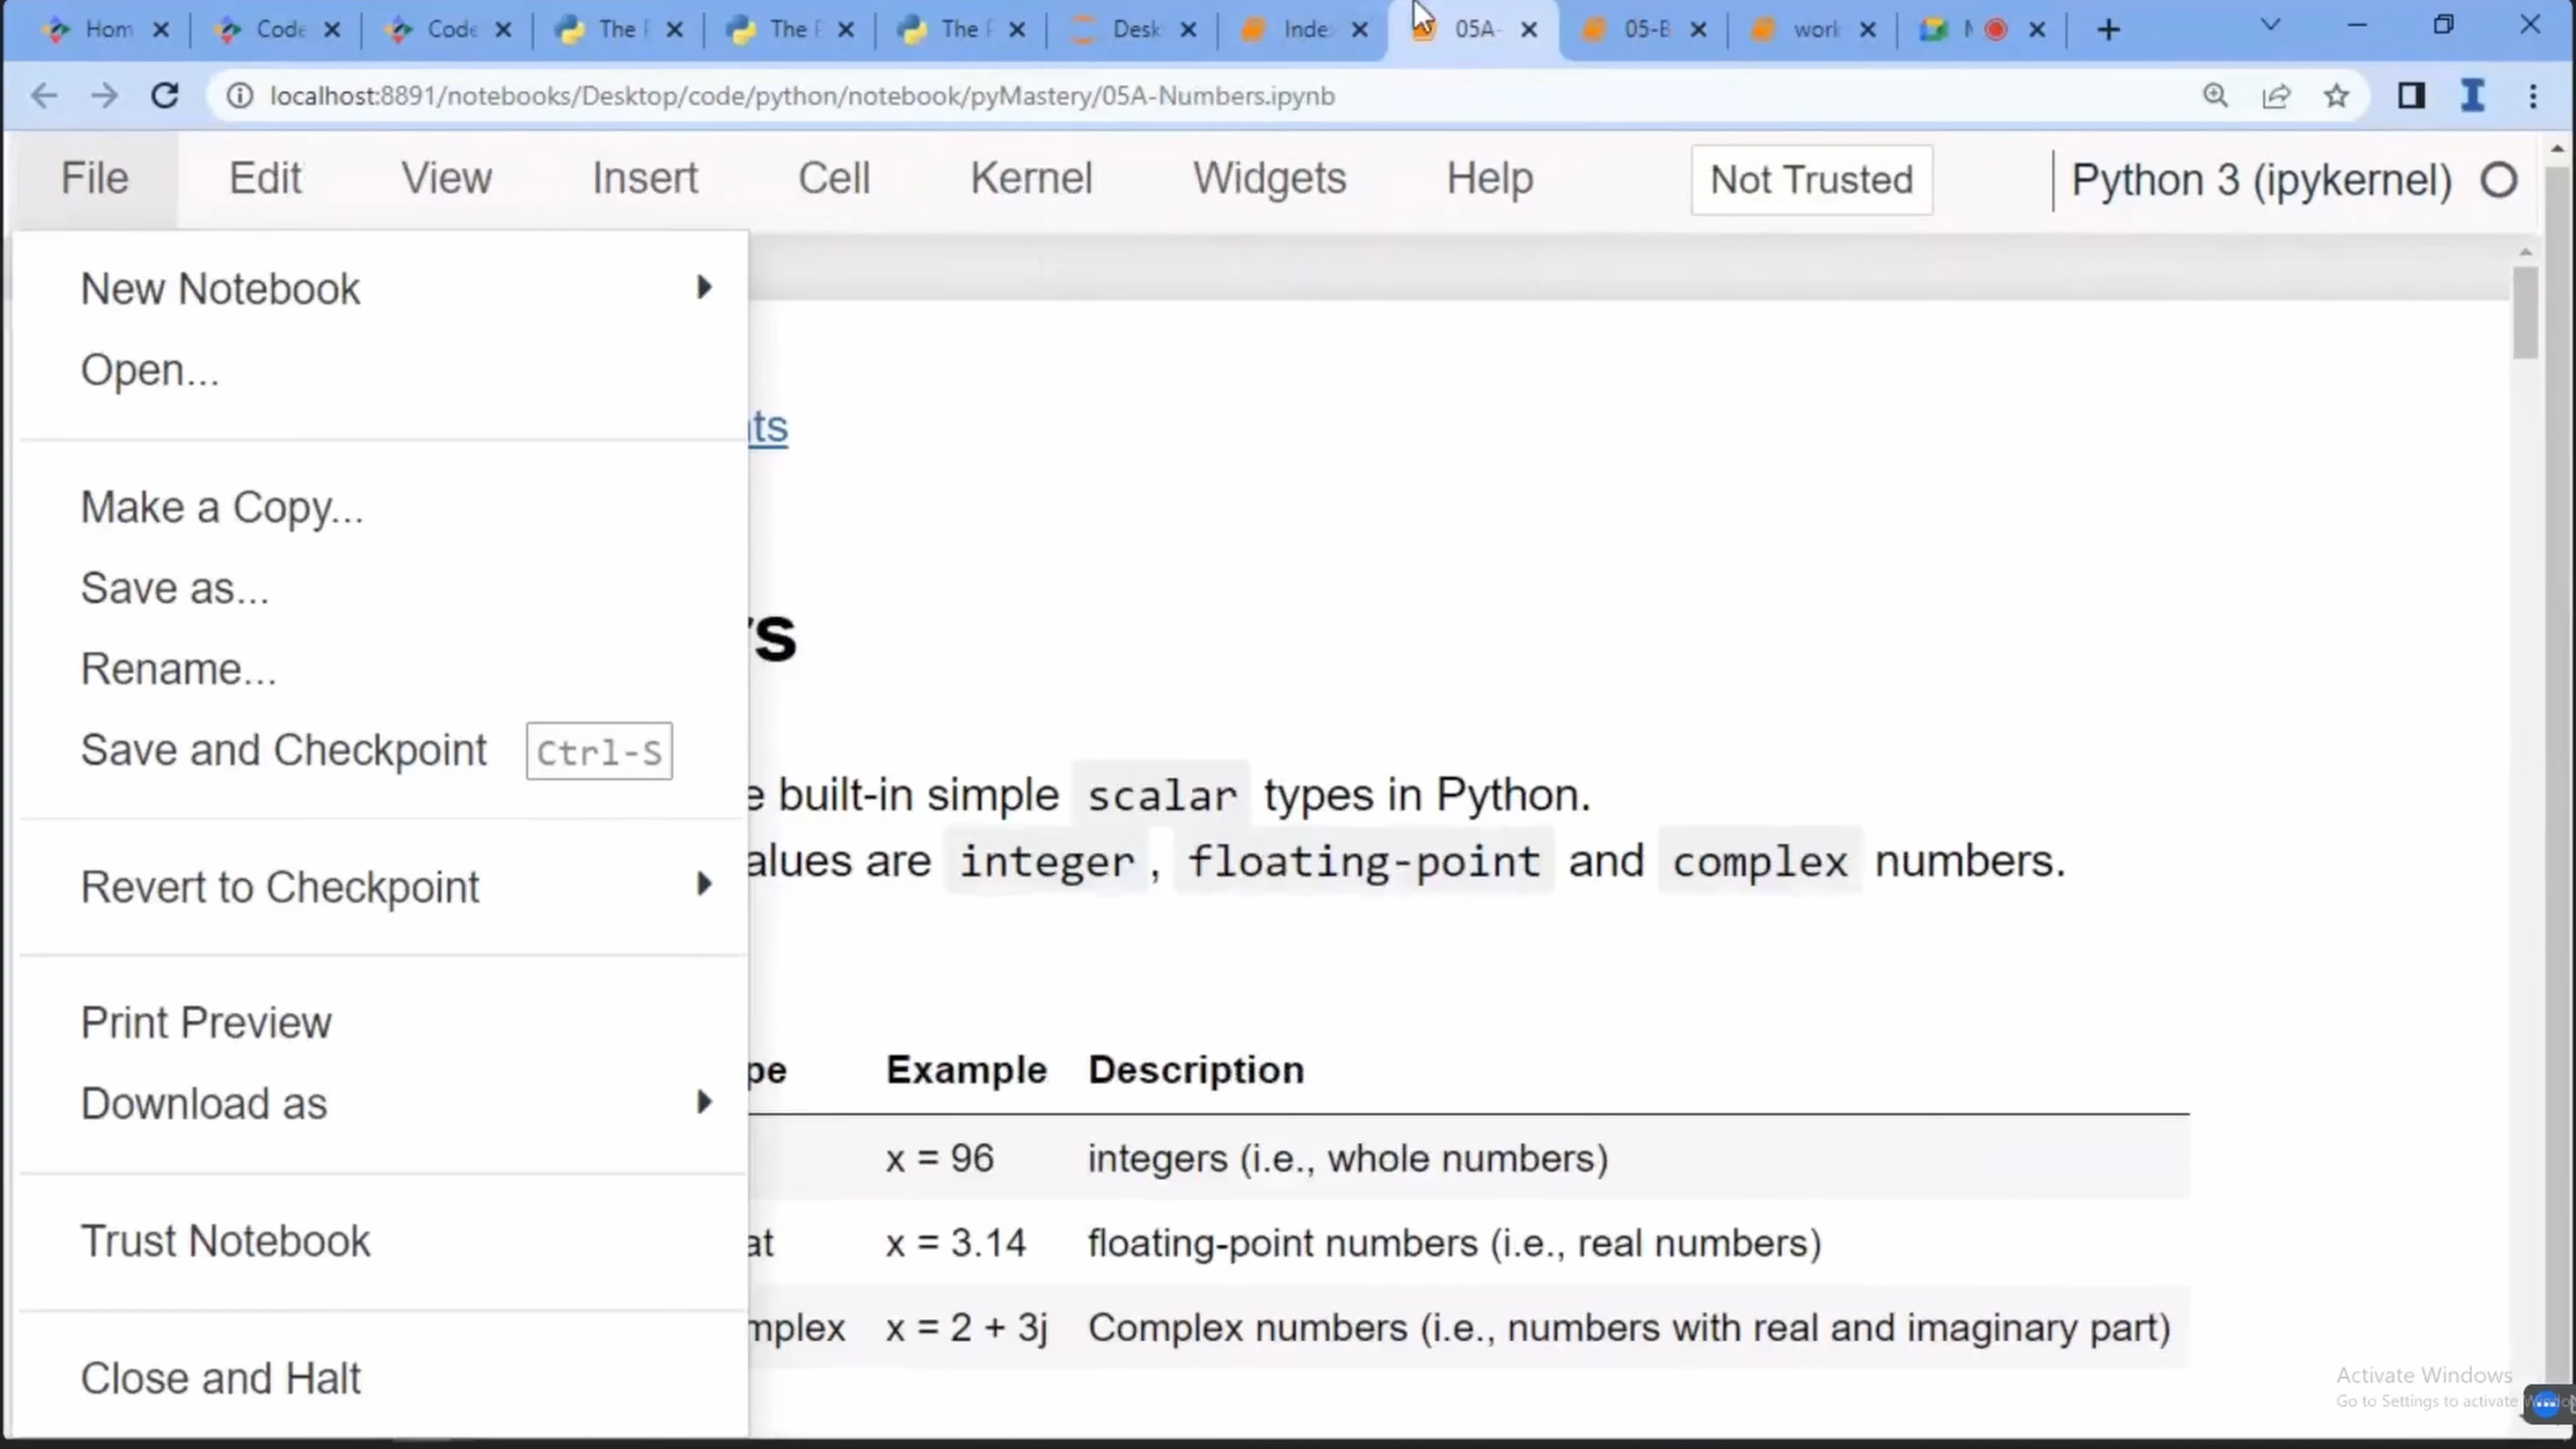 Hom
Code
Code
The
The
The
Desk
Inde
05A-
05-B
work
localhost:8891/notebooks/Desktop/code/python/notebook/pyMastery/05A-Numbers.ipynb
File Edit View Insert Cell Kernel Widgets Help Not Trusted Python 3 (ipykernel)
New Notebook
Open...
ts
Make a Copy...
Save as...
rs
Rename...
Save and Checkpoint Ctrl-S
e built-in simple scalar types in Python.
alues are integer , floating-point and complex numbers.
Revert to Checkpoint
Print Preview
pe Example Description
Download as
x = 96 integers (i.e., whole numbers)
Trust Notebook
at x = 3.14 floating-point numbers (i.e., real numbers)
mplex x = 2 + 3j Complex numbers (i.e., numbers with real and imaginary part)
Close and Halt
Activate Windows
Go to Settings to activate